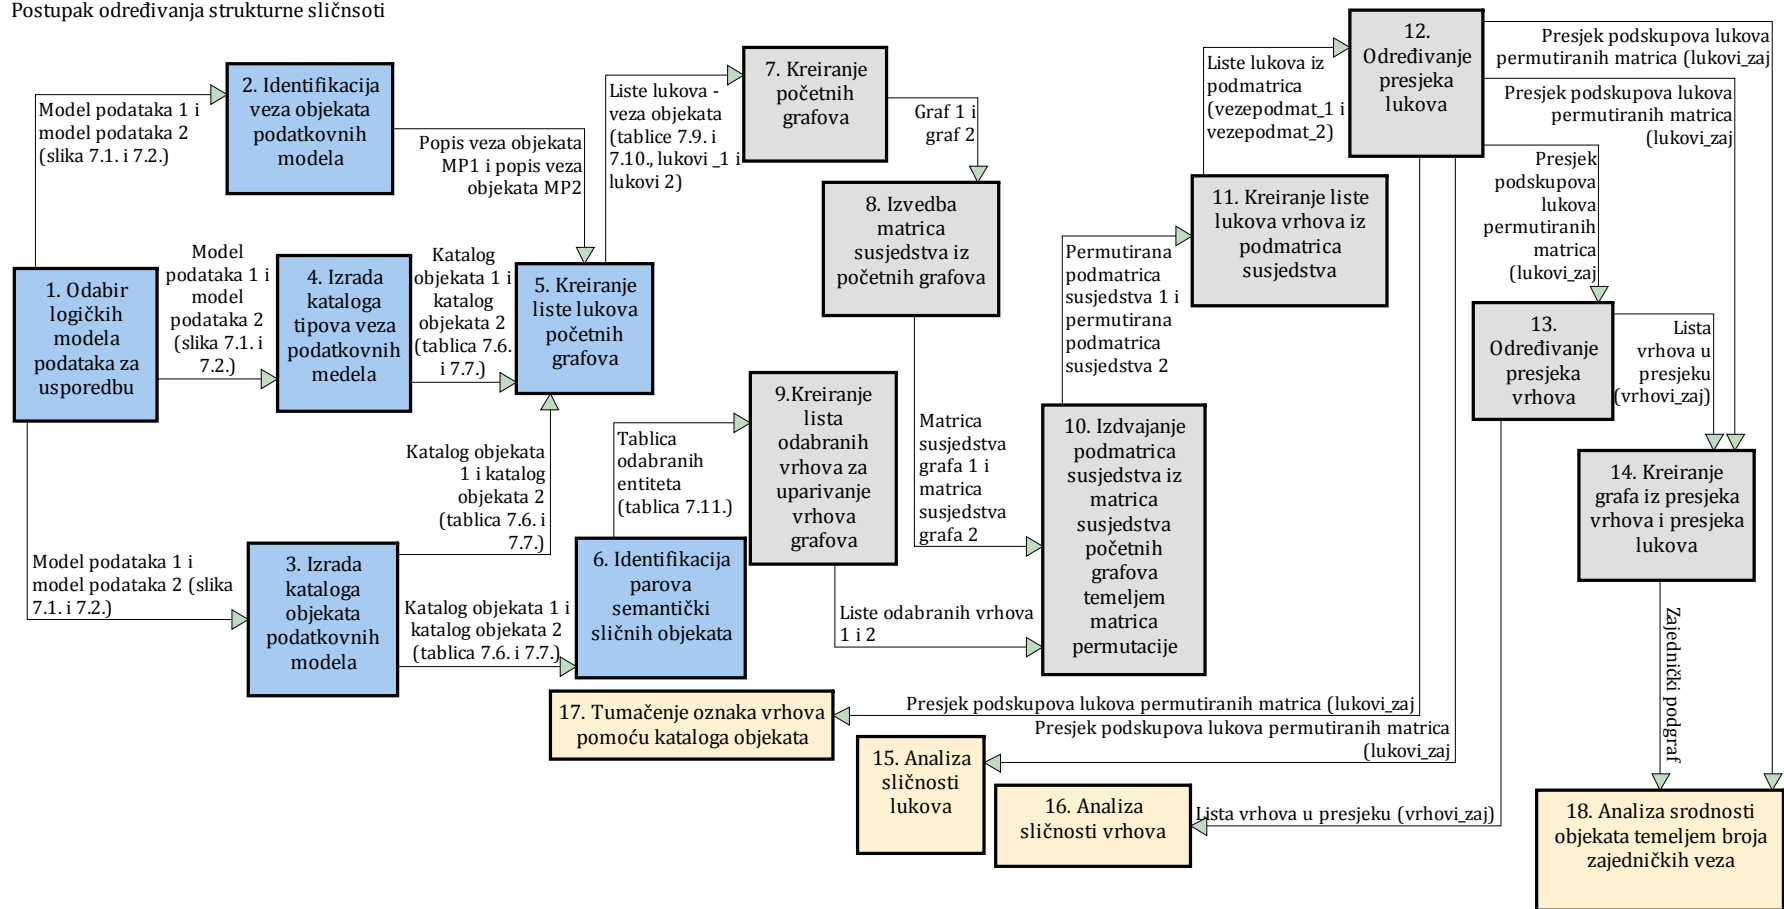 Postupak određivanja strukturne sličnsoti
Model podataka 1 i
model podataka 2
(slika 7.1. i 7.2.)
2. Identifikacija
veza objekata
podatkovnih
modela
Popis veza objekata
MP1 i popis veza
objekata MP2
1. Odabir
logičkih
modela
podataka za
usporedbu
Model
podataka 1 i
model
podataka 2
(slika 7.1. i
7.2.)
4. Izrada
kataloga
tipova veza
podatkovnih
medela
Katalog
objekata 1 i
katalog
objekata 2
(tablica 7.6.
i 7.7.)
5. Kreiranje
liste lukova
početnih
grafova
Model podataka 1 i
model podataka 2 (slika
7.1. i 7.2.)
3. Izrada
kataloga
objekata
podatkovnih
modela
Katalog objekata
1 i katalog
objekata 2
(tablica 7.6. i
7.7.)
Katalog objekata 1 i
katalog objekata 2
(tablica 7.6. i 7.7.)
6. Identifikacija
parova
semantički
sličnih objekata
Liste lukova -
veza objekata
(tablice 7.9. i
7.10., lukovi _1 i
lukovi 2)
7. Kreiranje
početnih
grafova
Graf 1 i
graf 2
8. Izvedba
matrica
susjedstva iz
početnih grafova
Tablica
odabranih
entiteta
(tablica 7.11.)
9.Kreiranje
lista
odabranih
vrhova za
uparivanje
vrhova
grafova
Matrica
susjedstva
grafa 1 i
matrica
susjedstva
grafa 2
Liste odabranih vrhova
1 i 2
10. Izdvajanje
podmatrica
susjedstva iz
matrica
susjedstva
početnih
grafova
temeljem
matrica
permutacije
Permutirana
podmatrica
susjedstva 1 i
permutirana
podmatrica
susjedstva 2
11. Kreiranje liste
lukova vrhova iz
podmatrica
susjedstva
Liste lukova iz
podmatrica
(vezepodmat_1 i
vezepodmat_2)
12.
Određivanje
presjeka
lukova
Presjek podskupova lukova
permutiranih matrica (lukovi_zaj
Presjek podskupova lukova
permutiranih matrica
(lukovi_zaj
Presjek
podskupova
lukova
permutiranih
matrica
(lukovi_zaj
13.
Određivanje
presjeka
vrhova
Lista
vrhova u
presjeku
(vrhovi_zaj)
14. Kreiranje
grafa iz presjeka
vrhova i presjeka
lukova
Zajednički podgraf
Presjek podskupova lukova permutiranih matrica (lukovi_zaj
17. Tumačenje oznaka vrhova
pomoću kataloga objekata
Presjek podskupova lukova permutiranih matrica
(lukovi_zaj
15. Analiza
sličnosti
lukova
Lista vrhova u presjeku (vrhovi_zaj)
16. Analiza
sličnosti vrhova
18. Analiza srodnosti
objekata temeljem broja
zajedničkih veza